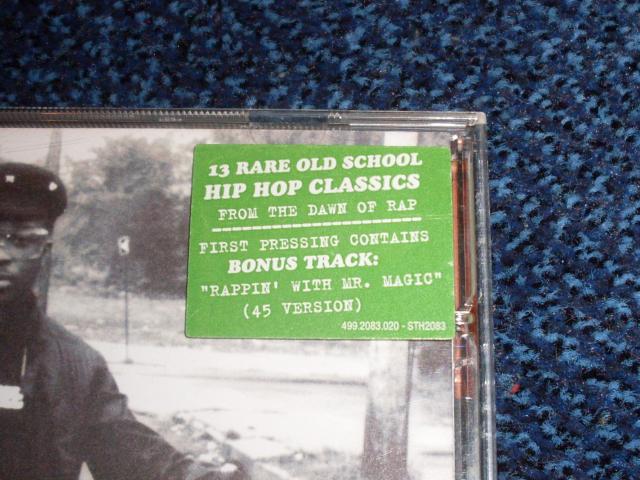 13 RARE OLD SCHOOL
HIP HOP CLASSICS
FROM THE DAWN OF RAP
FIRST PRESSING CONTAINS
BONUS TRACK:
"RAPPIN' WITH MR. MAGIC"
(45 VERSION)
499.2083.020 - STH2083